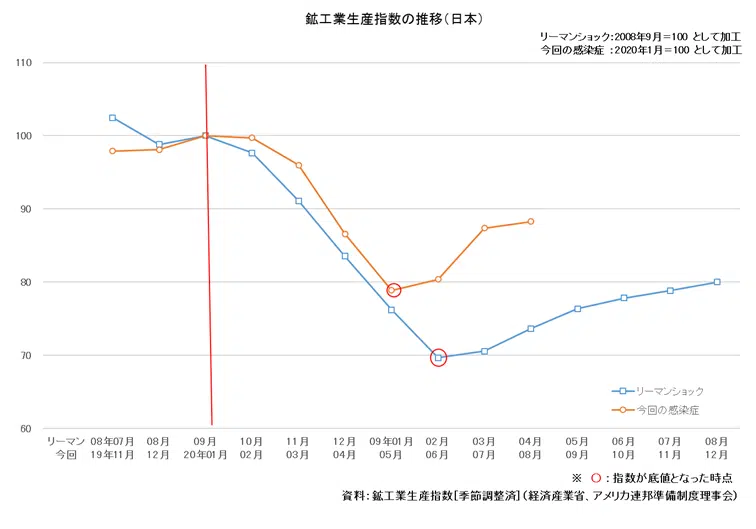 鉱工業生産指数の推移（日本）
リーマンショック：2008年9月＝100 として加工
今回の感染症 ：2020年1月＝100 として加工
110
100
90
80
70
60
リーマンショック
今回の感染症
リーマン 08年07月 08月 09月 10月 11月 12月 09年01月 02月 03月 04月 05月 06月 07月 08月
今回 19年11月 12月 20年01月 02月 03月 04月 05月 06月 07月 08月 09月 10月 11月 12月
※ ○：指数が底値となった時点
資料：鉱工業生産指数［季節調整済］（経済産業省、アメリカ連邦準備制度理事会）